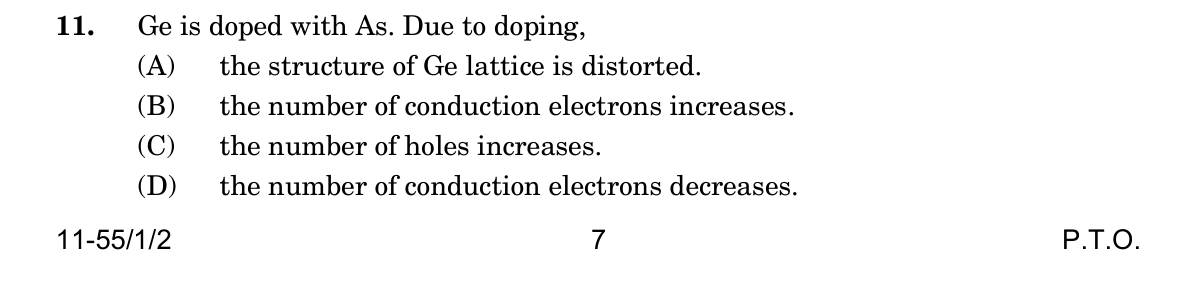 11. Ge is doped with As. Due to doping,
(A) the structure of Ge lattice is distorted.
(B) the number of conduction electrons increases.
(C) the number of holes increases.
(D) the number of conduction electrons decreases.
11-55/1/2 7 P.T.O.